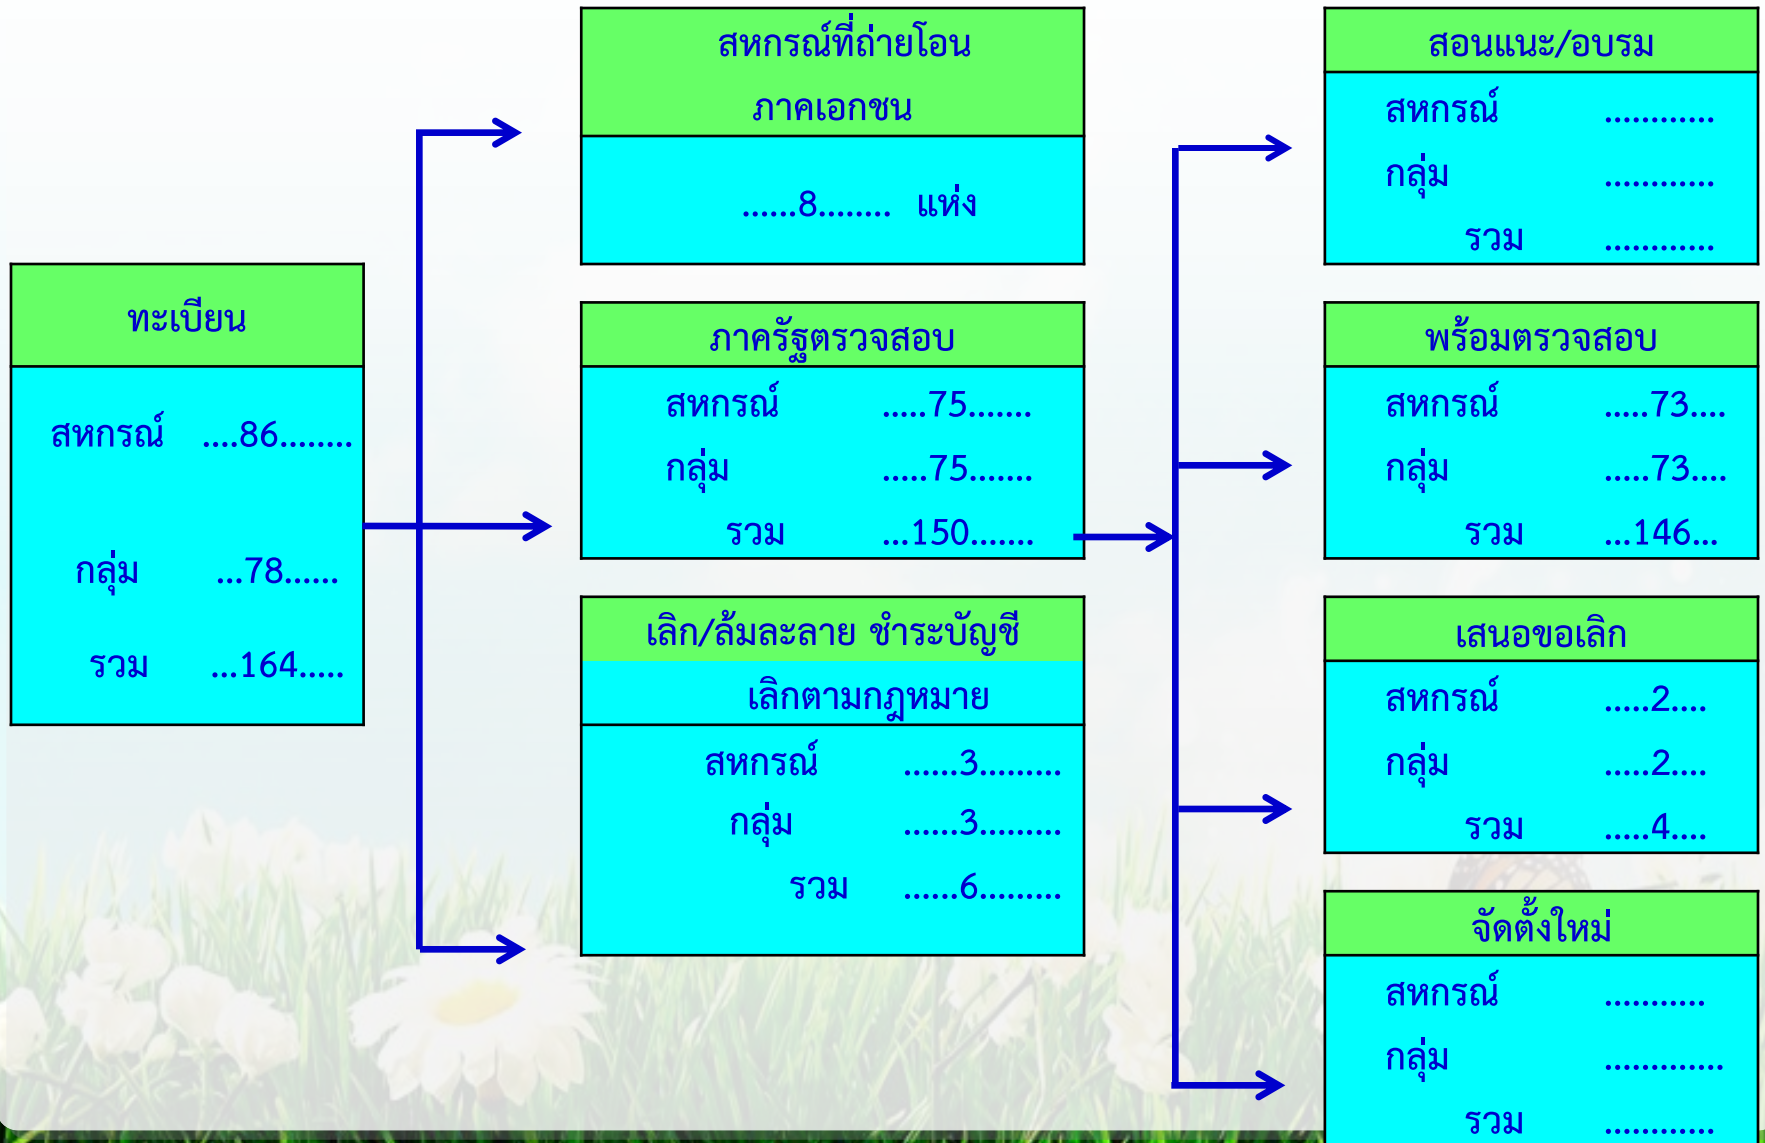 ทะเบียน
สหกรณ์ ....86........
กลุ่ม ...78......
รวม ...164.....
สหกรณ์ที่ถ่ายโอน
ภาคเอกชน
......8........ แห่ง
ภาครัฐตรวจสอบ
สหกรณ์ .....75.......
กลุ่ม .....75.......
รวม ...150.......
เลิก/ล้มละลาย ชำระบัญชี
เลิกตามกฎหมาย
สหกรณ์ ......3.........
กลุ่ม ......3.........
รวม ......6.........
สอนแนะ/อบรม
สหกรณ์ ............
กลุ่ม ............
รวม ............
พร้อมตรวจสอบ
สหกรณ์ .....73....
กลุ่ม .....73....
รวม ...146...
เสนอขอเลิก
สหกรณ์ .....2....
กลุ่ม .....2....
รวม .....4....
จัดตั้งใหม่
สหกรณ์ ...........
กลุ่ม .............
รวม ............